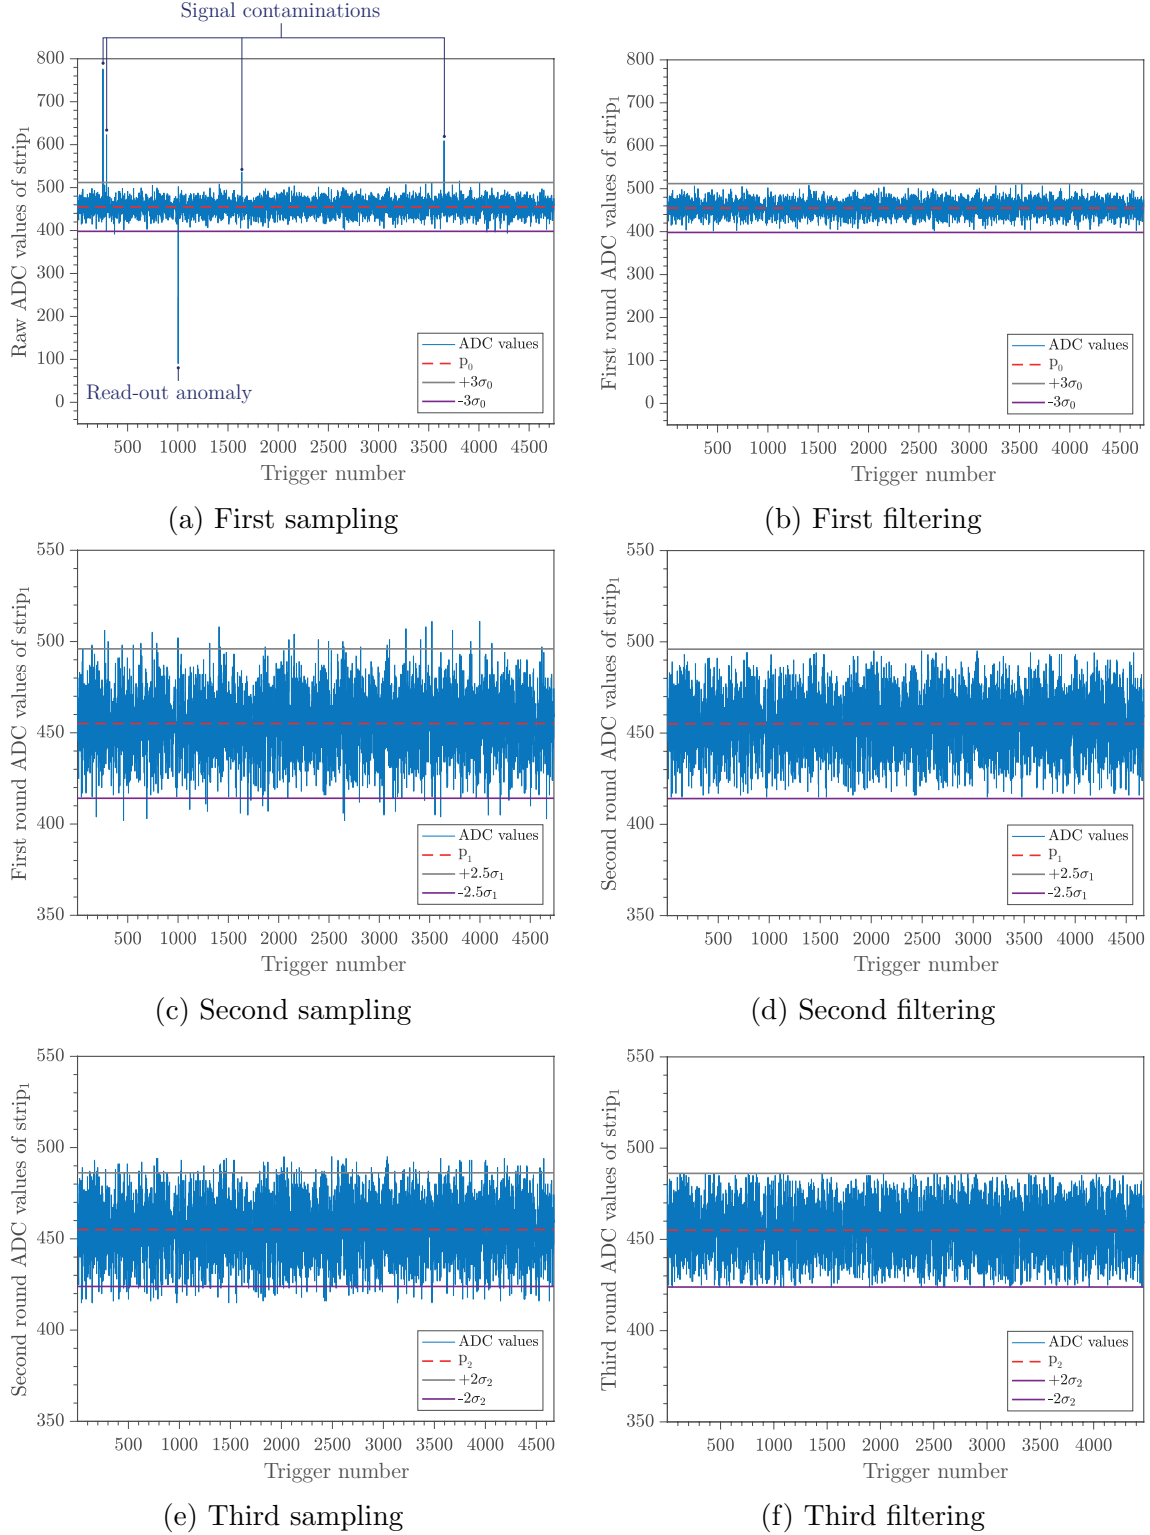 Signal contaminations
800
700
600
500
400
300
200
100
0
Raw ADC values of strip₁
Read-out anomaly
ADC values
p₀
+3σ₀
-3σ₀
500 1000 1500 2000 2500 3000 3500 4000 4500
Trigger number
(a) First sampling
800
700
600
500
400
300
200
100
0
First round ADC values of strip₁
ADC values
p₀
+3σ₀
-3σ₀
500 1000 1500 2000 2500 3000 3500 4000 4500
Trigger number
(b) First filtering
550
500
450
400
350
First round ADC values of strip₁
ADC values
p₁
+2.5σ₁
-2.5σ₁
500 1000 1500 2000 2500 3000 3500 4000 4500
Trigger number
(c) Second sampling
550
500
450
400
350
Second round ADC values of strip₁
ADC values
p₁
+2.5σ₁
-2.5σ₁
500 1000 1500 2000 2500 3000 3500 4000 4500
Trigger number
(d) Second filtering
550
500
450
400
350
Second round ADC values of strip₁
ADC values
p₂
+2σ₂
-2σ₂
500 1000 1500 2000 2500 3000 3500 4000 4500
Trigger number
(e) Third sampling
550
500
450
400
350
Third round ADC values of strip₁
ADC values
p₂
+2σ₂
-2σ₂
500 1000 1500 2000 2500 3000 3500 4000
Trigger number
(f) Third filtering